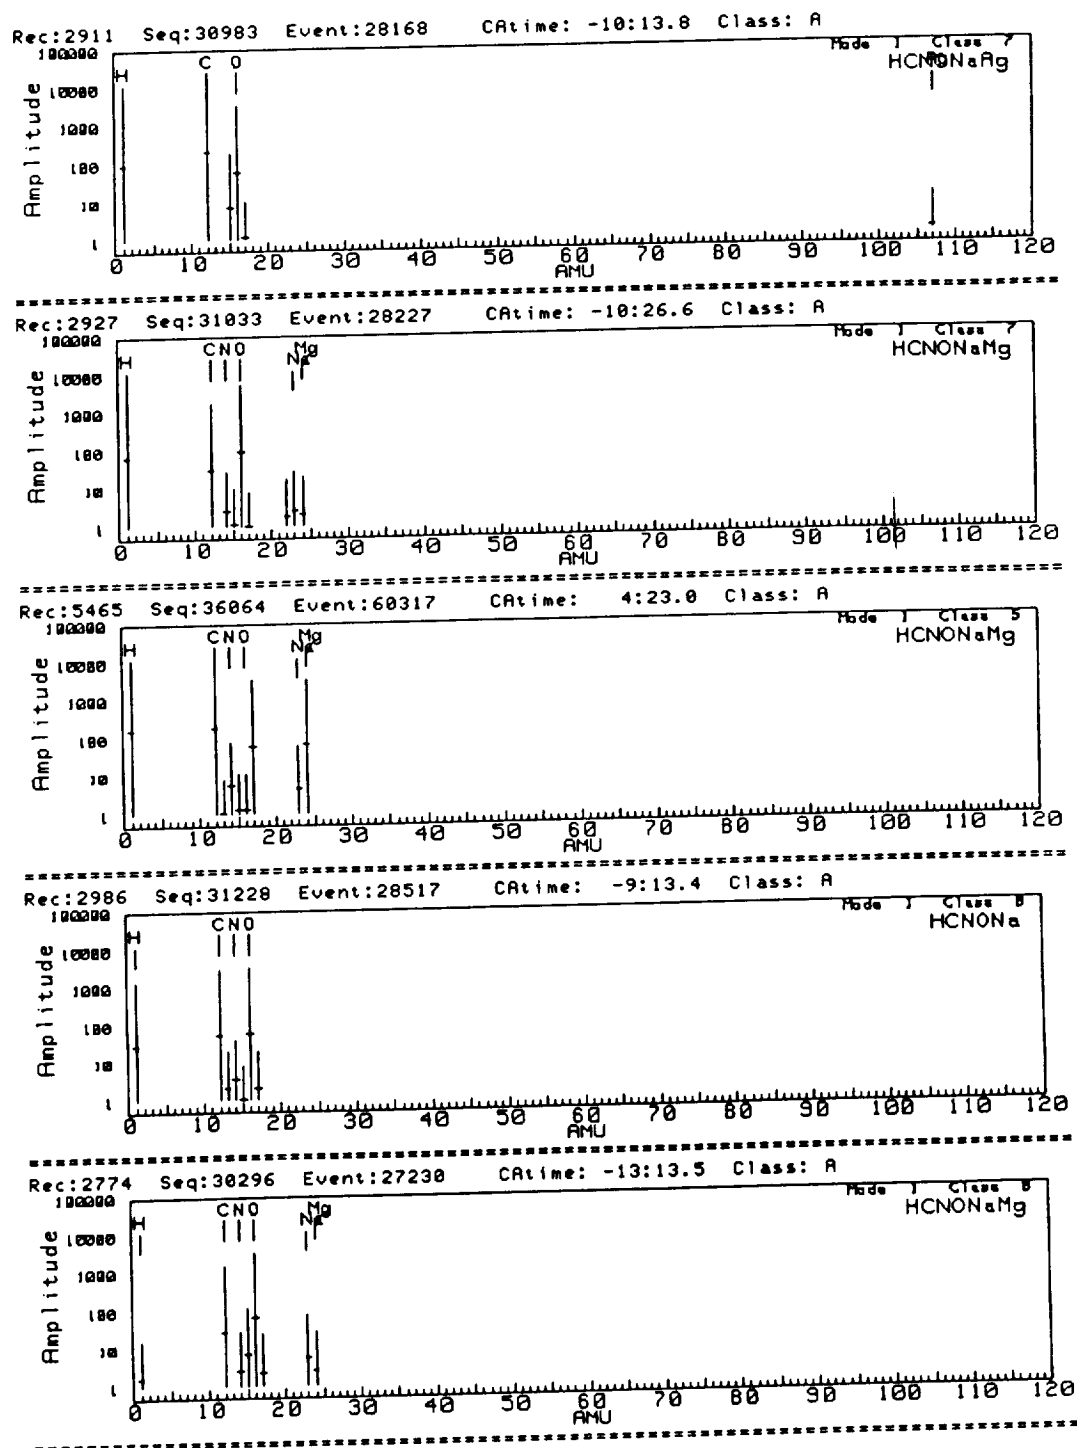 Rec:2911 Seq:30983 Event:28168 CAtime: -10:13.8 Class: A
Mode 1 Class 7
HCNONaAg
H C O
100000
10000
1000
100
10
1
Amplitude
0 10 20 30 40 50 60 70 80 90 100 110 120
AMU
Rec:2927 Seq:31033 Event:28227 CAtime: -10:26.6 Class: A
Mode 1 Class 7
HCNONaMg
H C N O Na Mg
100000
10000
1000
100
10
1
Amplitude
0 10 20 30 40 50 60 70 80 90 100 110 120
AMU
Rec:5465 Seq:36064 Event:60317 CAtime: 4:23.0 Class: A
Mode 1 Class 5
HCNONaMg
H C N O Na Mg
100000
10000
1000
100
10
1
Amplitude
0 10 20 30 40 50 60 70 80 90 100 110 120
AMU
Rec:2986 Seq:31228 Event:28517 CAtime: -9:13.4 Class: A
Mode 1 Class
HCNONa
H C N O
100000
10000
1000
100
10
1
Amplitude
0 10 20 30 40 50 60 70 80 90 100 110 120
AMU
Rec:2774 Seq:30296 Event:27230 CAtime: -13:13.5 Class: A
Mode 1 Class
HCNONaMg
H C N O Na Mg
100000
10000
1000
100
10
1
Amplitude
0 10 20 30 40 50 60 70 80 90 100 110 120
AMU